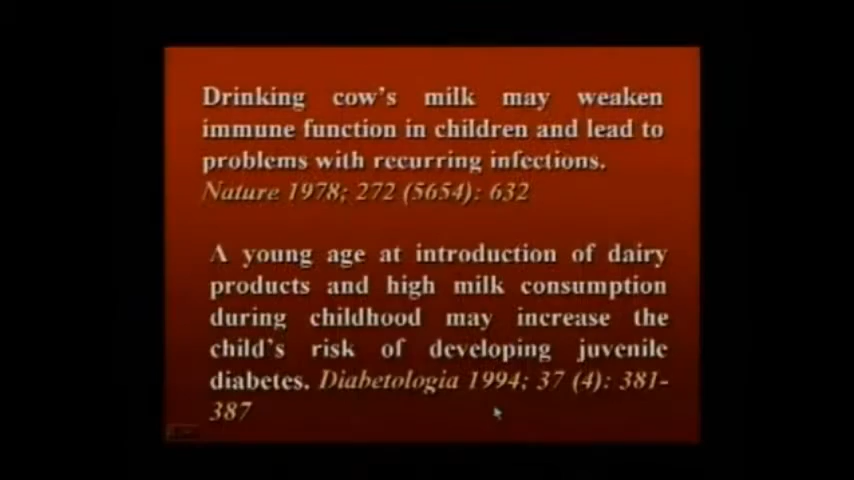 Drinking cow's milk may weaken
immune function in children and lead to
problems with recurring infections.
Nature 1978; 272 (5654): 632
A young age at introduction of dairy
products and high milk consumption
during childhood may increase the
child's risk of developing juvenile
diabetes. Diabetologia 1994; 37 (4): 381-
387